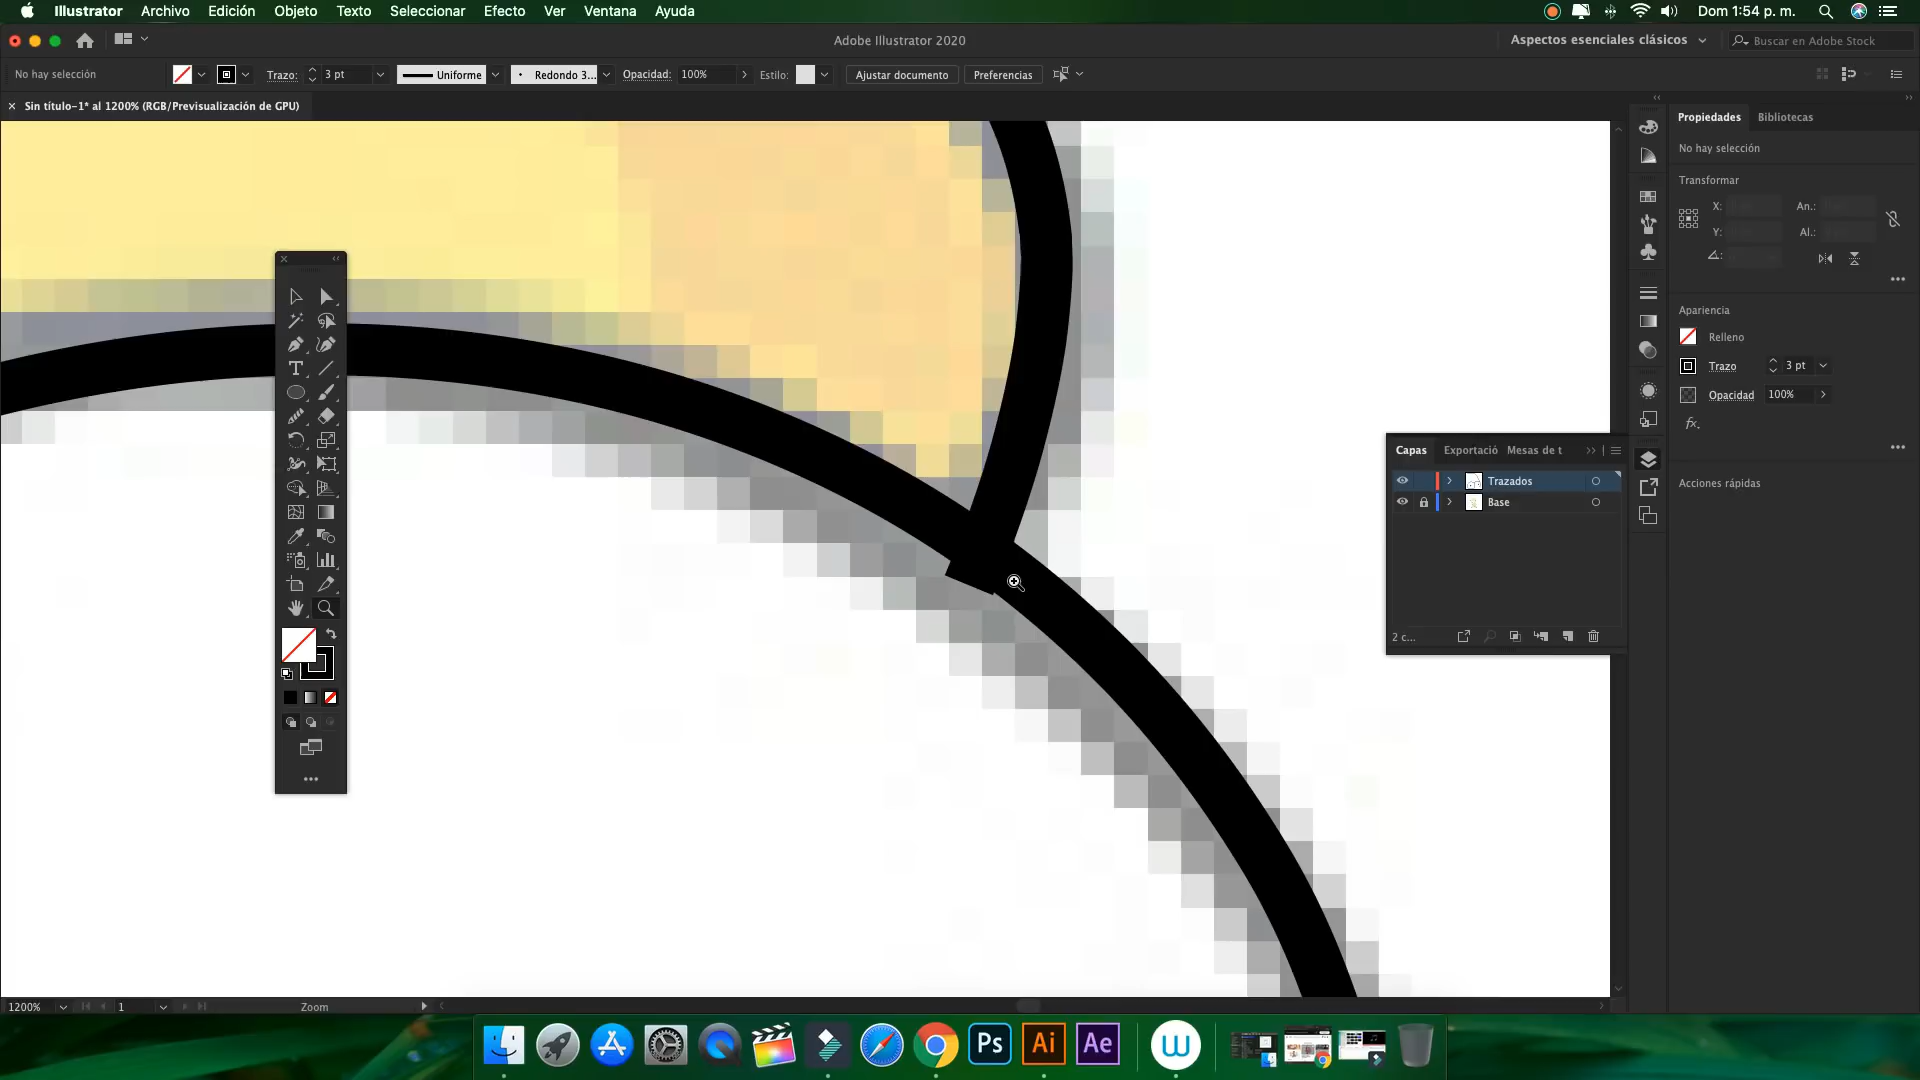 Illustrator Archivo Edición Objeto Texto Seleccionar Efecto Ver Ventana Ayuda Dom 1:54 p. m.
Adobe Illustrator 2020 Aspectos esenciales clásicos Buscar en Adobe Stock
No hay selección Trazo: 3 pt Uniforme Redondo 3... Opacidad: 100% Estilo: Ajustar documento Preferencias
Sin título-1* al 1200% (RGB/Previsualización de GPU)
Propiedades Bibliotecas
No hay selección
Transformar
X: An.:
Y: Al.:
Apariencia
Relleno
Trazo 3 pt
Opacidad 100%
fx.
Capas Exportació Mesas de t
Trazados
Base
Acciones rápidas
2 c...
1200% 1 Zoom
Ps Ai Ae